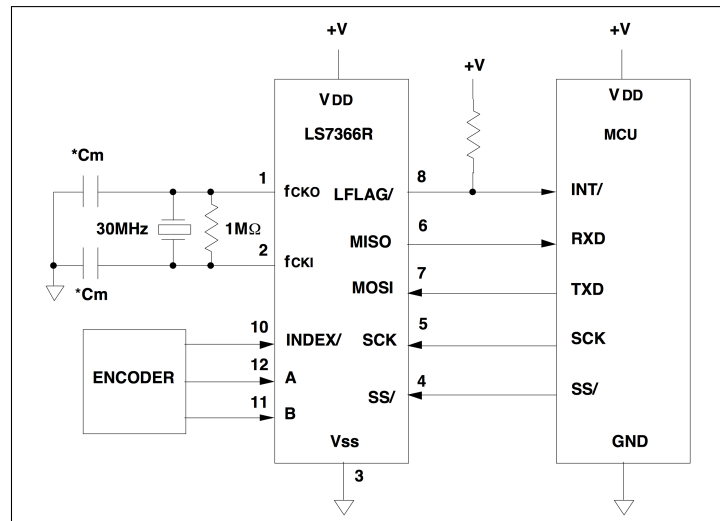 +V
+V
+V
VDD
LS7366R
VDD
MCU
*Cm
1
fCKO
LFLAG/
8
INT/
30MHz
1MΩ
MISO
6
RXD
2
fCKI
*Cm
MOSI
7
TXD
10
INDEX/
SCK
5
SCK
ENCODER
12
A
4
SS/
SS/
11
B
Vss
GND
3